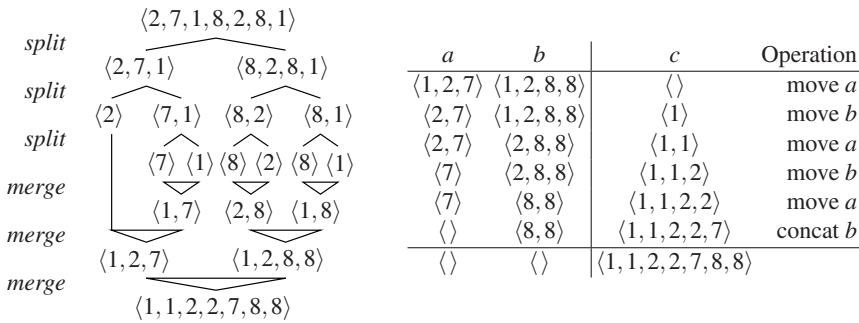 ⟨2,7,1,8,2,8,1⟩
split
⟨2,7,1⟩ ⟨8,2,8,1⟩
split
⟨2⟩ ⟨7,1⟩ ⟨8,2⟩ ⟨8,1⟩
split
⟨7⟩ ⟨1⟩ ⟨8⟩ ⟨2⟩ ⟨8⟩ ⟨1⟩
merge
⟨1,7⟩ ⟨2,8⟩ ⟨1,8⟩
merge
⟨1,2,7⟩ ⟨1,2,8,8⟩
merge
⟨1,1,2,2,7,8,8⟩
a b c Operation
⟨1,2,7⟩ ⟨1,2,8,8⟩ ⟨⟩ move a
⟨2,7⟩ ⟨1,2,8,8⟩ ⟨1⟩ move b
⟨2,7⟩ ⟨2,8,8⟩ ⟨1,1⟩ move a
⟨7⟩ ⟨2,8,8⟩ ⟨1,1,2⟩ move b
⟨7⟩ ⟨8,8⟩ ⟨1,1,2,2⟩ move a
⟨⟩ ⟨8,8⟩ ⟨1,1,2,2,7⟩ concat b
⟨⟩ ⟨⟩ ⟨1,1,2,2,7,8,8⟩